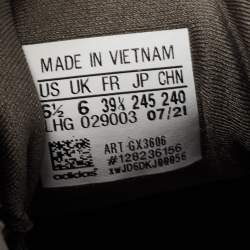 MADE IN VIETNAM
US UK FR JP CHN
6½ 6 39⅓ 245 240
LHG 029003 07/21
ART GX3606
#128236156
adidas